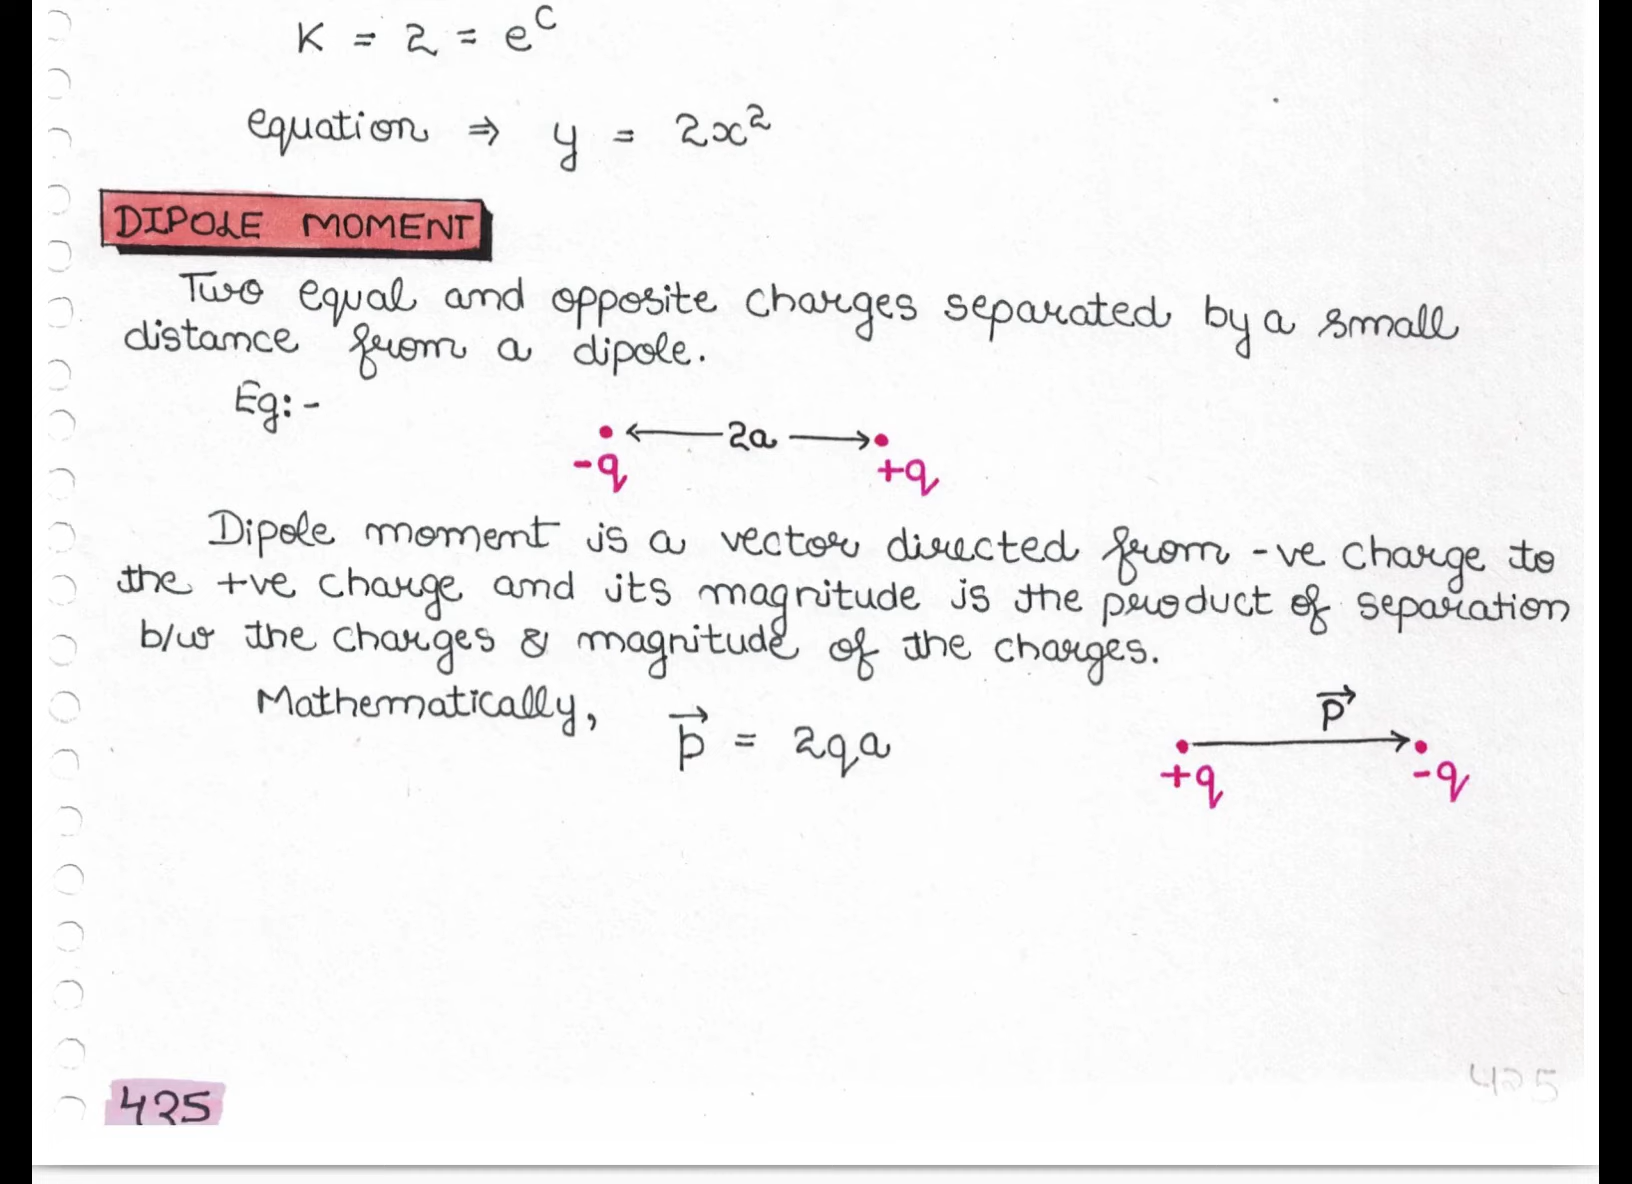 K = 2 = e^C
equation ⇒ y = 2x²
DIPOLE MOMENT
Two equal and opposite charges separated by a small
distance from a dipole.
Eg:-
← 2a →
-q +q
Dipole moment is a vector directed from -ve charge to
the +ve charge and its magnitude is the product of separation
b/w the charges & magnitude of the charges.
Mathematically, p⃗ = 2qa
p⃗
+q -q
425
425